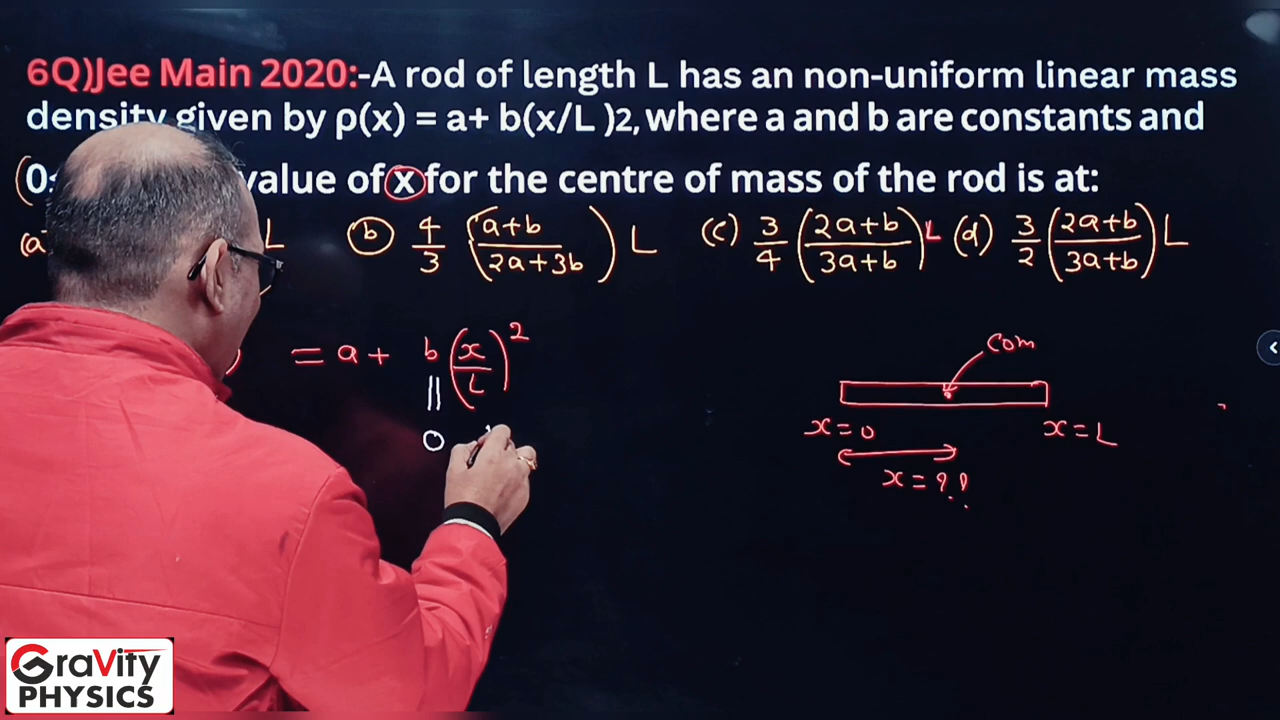 6Q)Jee Main 2020:-A rod of length L has an non-uniform linear mass
density given by ρ(x) = a+ b(x/L )2, where a and b are constants and
(0 value of x for the centre of mass of the rod is at:
(a L (b) 4/3 (a+b / 2a+3b) L (c) 3/4 (2a+b / 3a+b) L (d) 3/2 (2a+b / 3a+b) L
) = a+ b (x/L)²
||
0
com
x=0 x=L
x=??
GraVity
PHYSICS